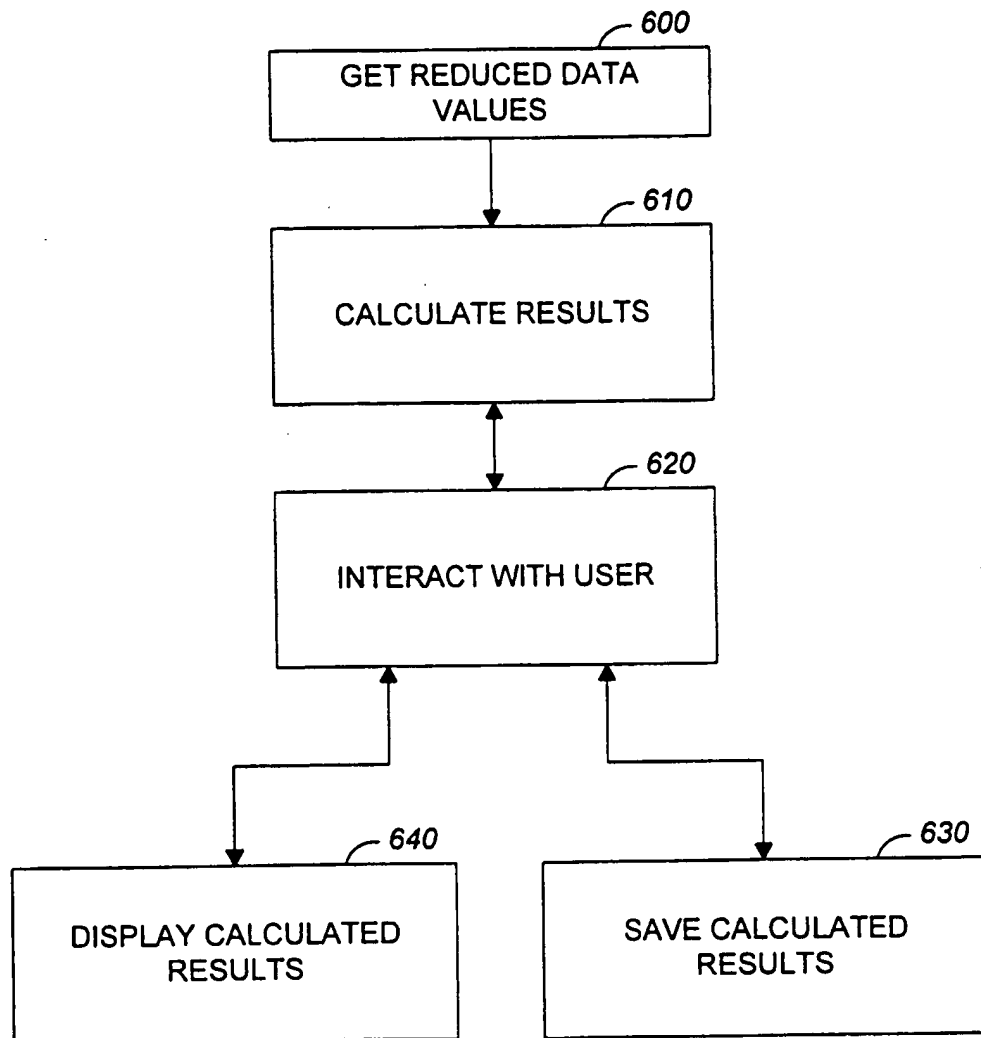 600
GET REDUCED DATA
VALUES
610
CALCULATE RESULTS
620
INTERACT WITH USER
640
DISPLAY CALCULATED
RESULTS
630
SAVE CALCULATED
RESULTS